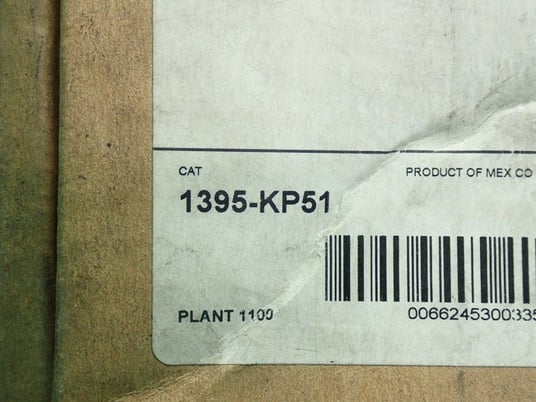 CAT
PRODUCT OF MEX CO
1395-KP51
PLANT 1100
0066245300335